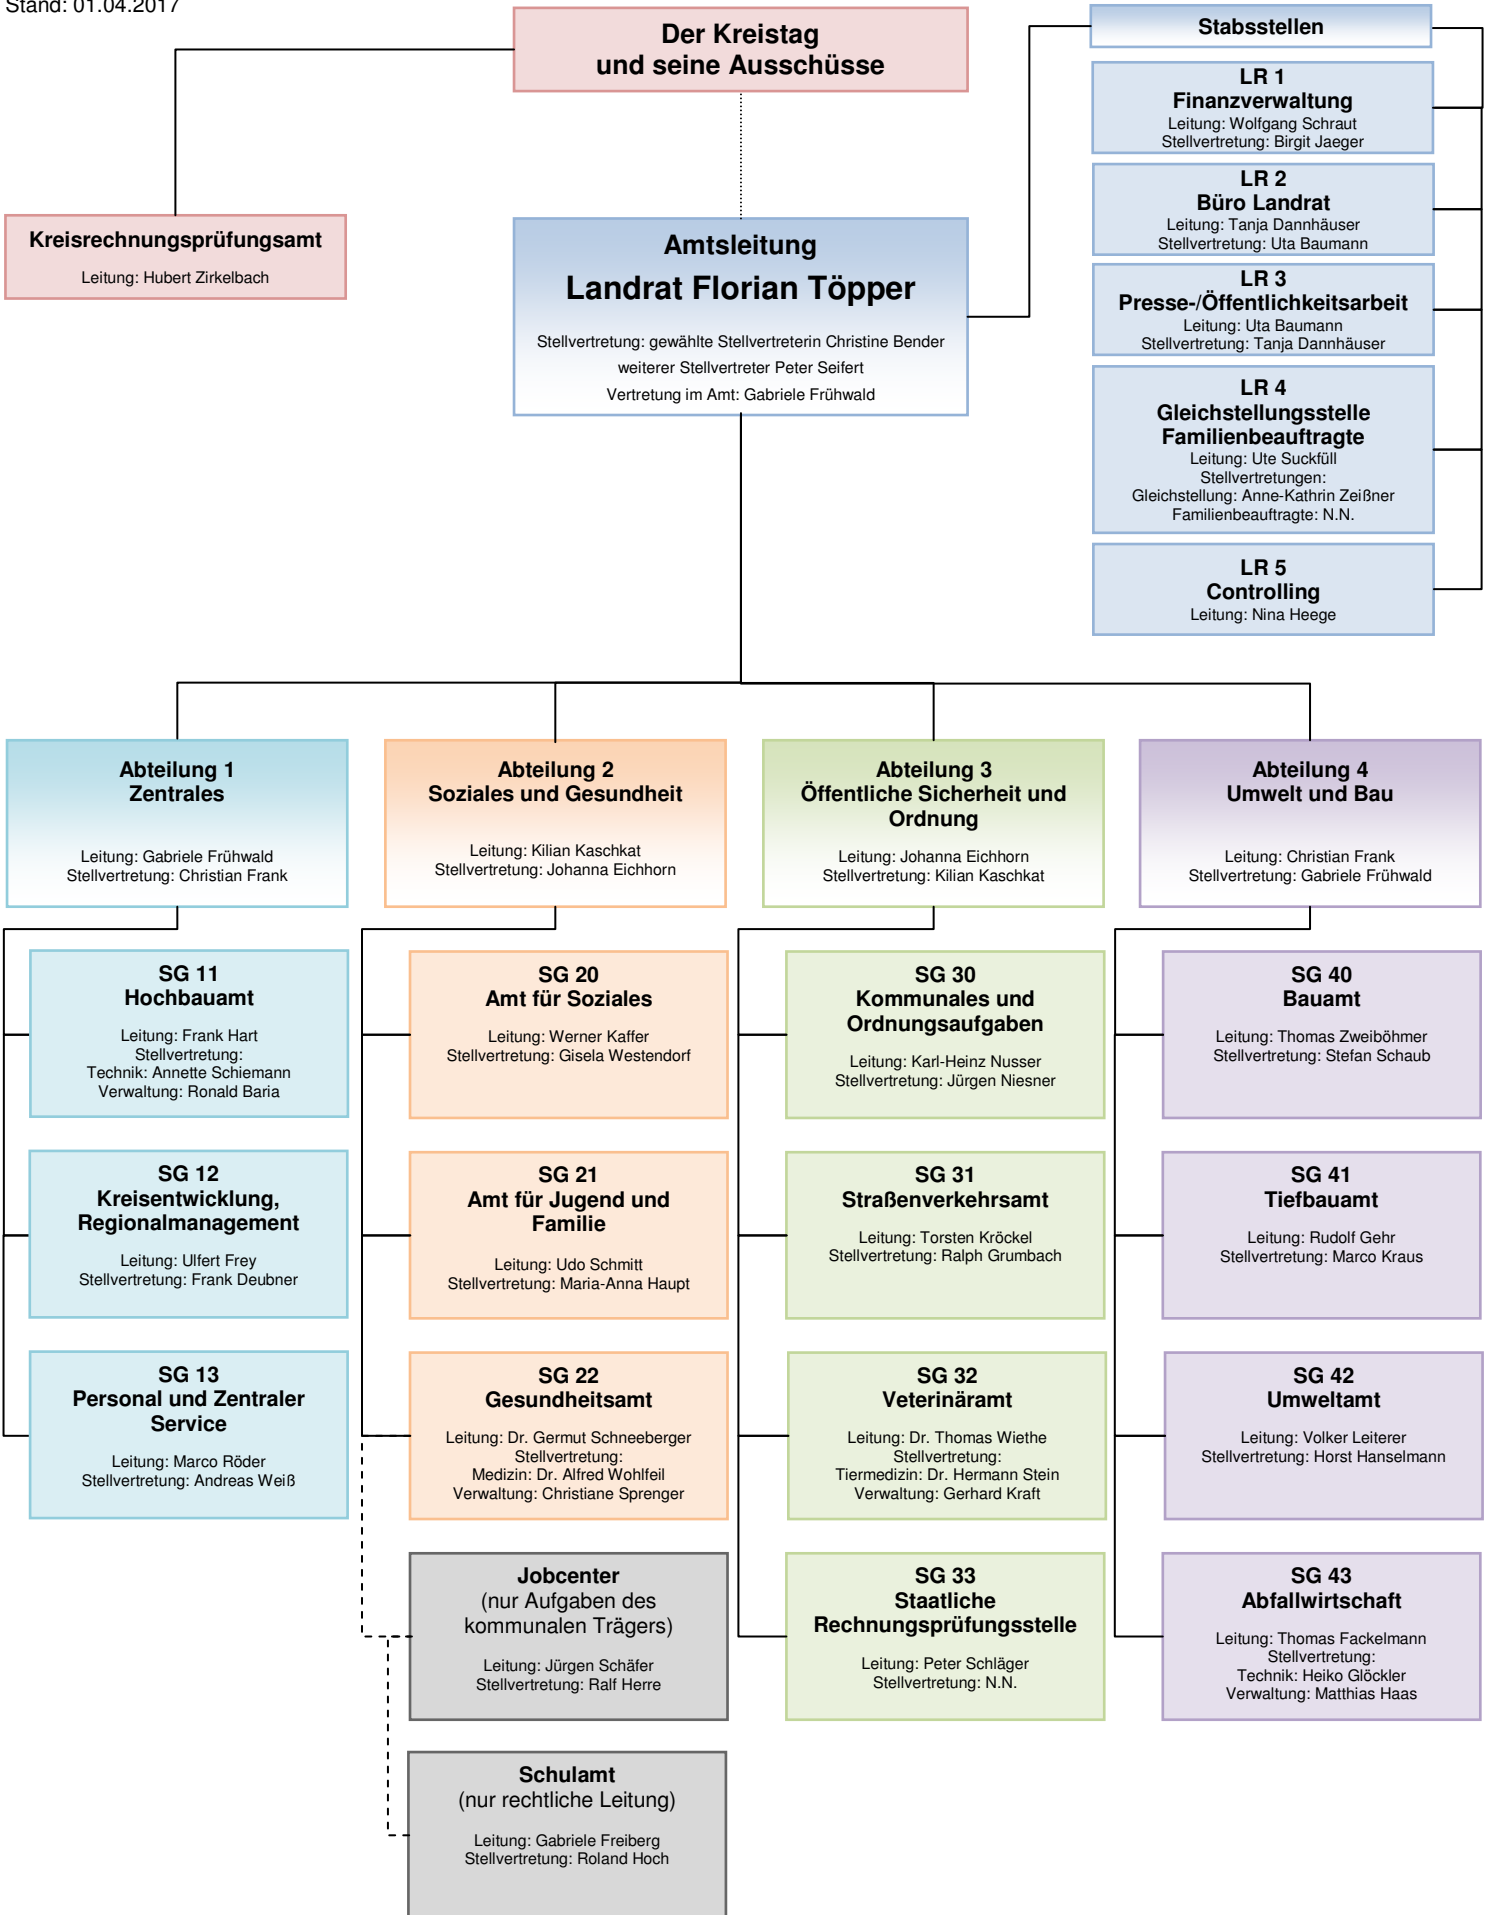 Stand: 01.04.2017
Der Kreistag
und seine Ausschüsse
Kreisrechnungsprüfungsamt
Leitung: Hubert Zirkelbach
Amtsleitung
Landrat Florian Töpper
Stellvertretung: gewählte Stellvertreterin Christine Bender
weiterer Stellvertreter Peter Seifert
Vertretung im Amt: Gabriele Frühwald
Stabsstellen
LR 1
Finanzverwaltung
Leitung: Wolfgang Schraut
Stellvertretung: Birgit Jaeger
LR 2
Büro Landrat
Leitung: Tanja Dannhäuser
Stellvertretung: Uta Baumann
LR 3
Presse-/Öffentlichkeitsarbeit
Leitung: Uta Baumann
Stellvertretung: Tanja Dannhäuser
LR 4
Gleichstellungsstelle
Familienbeauftragte
Leitung: Ute Suckfüll
Stellvertretungen:
Gleichstellung: Anne-Kathrin Zeißner
Familienbeauftragte: N.N.
LR 5
Controlling
Leitung: Nina Heege
Abteilung 1
Zentrales
Leitung: Gabriele Frühwald
Stellvertretung: Christian Frank
SG 11
Hochbauamt
Leitung: Frank Hart
Stellvertretung:
Technik: Annette Schiemann
Verwaltung: Ronald Baria
SG 12
Kreisentwicklung,
Regionalmanagement
Leitung: Ulfert Frey
Stellvertretung: Frank Deubner
SG 13
Personal und Zentraler
Service
Leitung: Marco Röder
Stellvertretung: Andreas Weiß
Abteilung 2
Soziales und Gesundheit
Leitung: Kilian Kaschkat
Stellvertretung: Johanna Eichhorn
SG 20
Amt für Soziales
Leitung: Werner Kaffer
Stellvertretung: Gisela Westendorf
SG 21
Amt für Jugend und
Familie
Leitung: Udo Schmitt
Stellvertretung: Maria-Anna Haupt
SG 22
Gesundheitsamt
Leitung: Dr. Germut Schneeberger
Stellvertretung:
Medizin: Dr. Alfred Wohlfeil
Verwaltung: Christiane Sprenger
Jobcenter
(nur Aufgaben des
kommunalen Trägers)
Leitung: Jürgen Schäfer
Stellvertretung: Ralf Herre
Schulamt
(nur rechtliche Leitung)
Leitung: Gabriele Freiberg
Stellvertretung: Roland Hoch
Abteilung 3
Öffentliche Sicherheit und
Ordnung
Leitung: Johanna Eichhorn
Stellvertretung: Kilian Kaschkat
SG 30
Kommunales und
Ordnungsaufgaben
Leitung: Karl-Heinz Nusser
Stellvertretung: Jürgen Niesner
SG 31
Straßenverkehrsamt
Leitung: Torsten Kröckel
Stellvertretung: Ralph Grumbach
SG 32
Veterinäramt
Leitung: Dr. Thomas Wiethe
Stellvertretung:
Tiermedizin: Dr. Hermann Stein
Verwaltung: Gerhard Kraft
SG 33
Staatliche
Rechnungsprüfungsstelle
Leitung: Peter Schläger
Stellvertretung: N.N.
Abteilung 4
Umwelt und Bau
Leitung: Christian Frank
Stellvertretung: Gabriele Frühwald
SG 40
Bauamt
Leitung: Thomas Zweiböhmer
Stellvertretung: Stefan Schaub
SG 41
Tiefbauamt
Leitung: Rudolf Gehr
Stellvertretung: Marco Kraus
SG 42
Umweltamt
Leitung: Volker Leiterer
Stellvertretung: Horst Hanselmann
SG 43
Abfallwirtschaft
Leitung: Thomas Fackelmann
Stellvertretung:
Technik: Heiko Glöckler
Verwaltung: Matthias Haas